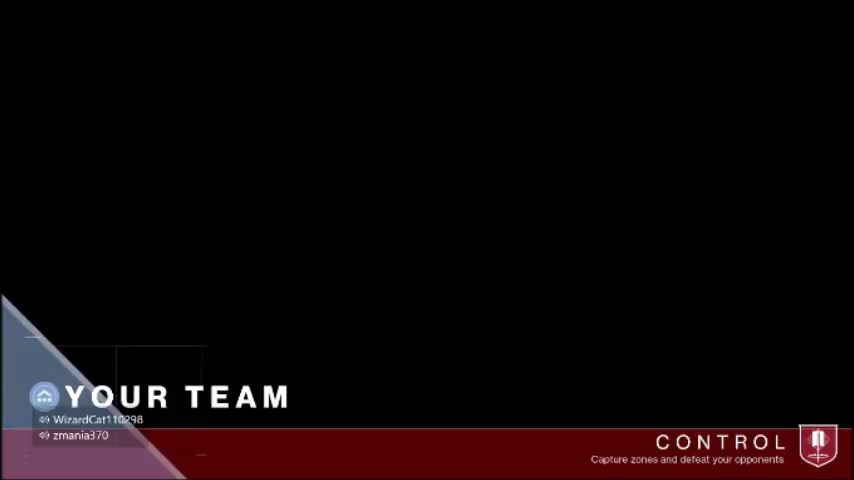 YOUR TEAM
WizardCat110298
zmania370
CONTROL
Capture zones and defeat your opponents